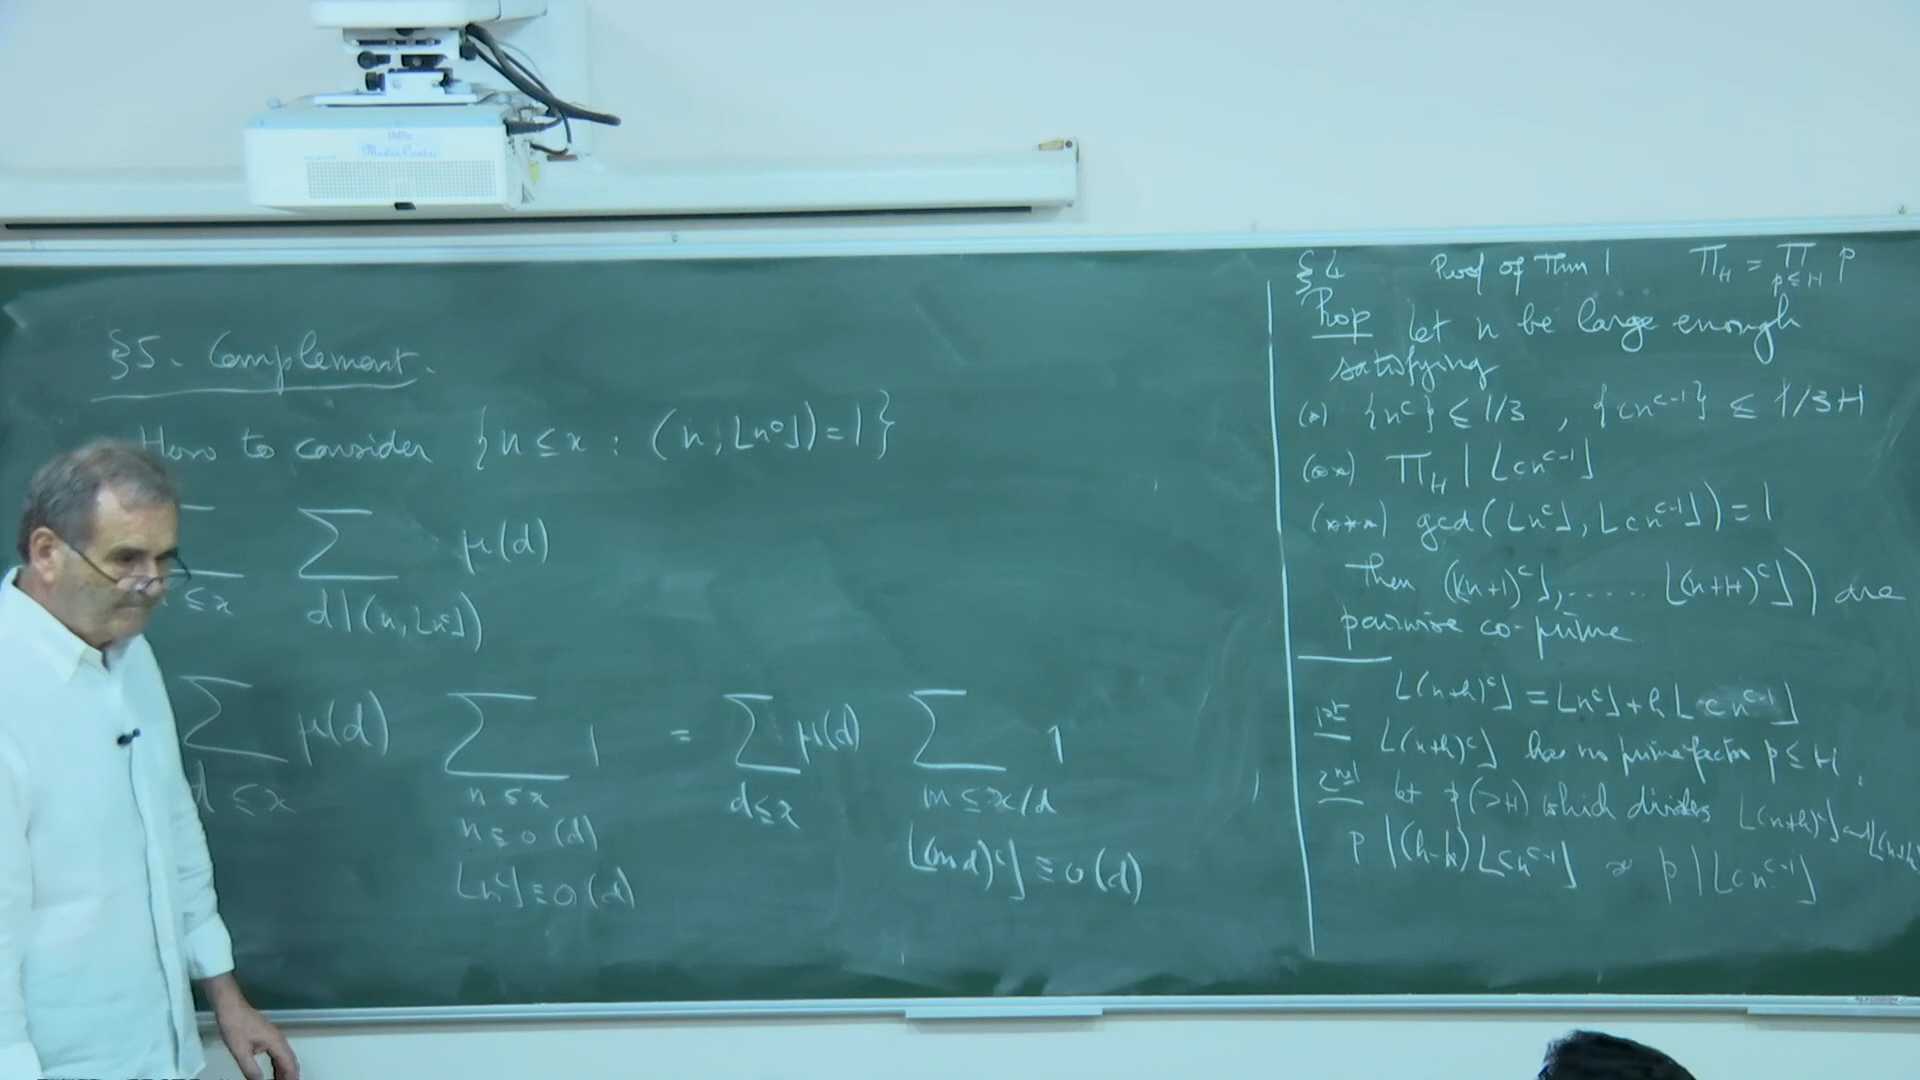 IMSc
Media Centre
§5. Complement.
How to consider {n ≤ x : (n, ⌊n^c⌋) = 1}
≤x ∑_{d|(n,⌊n^c⌋)} μ(d)
∑_{d≤x} μ(d) ∑_{n≤x, n≡0(d), ⌊n^c⌋≡0(d)} 1 = ∑_{d≤x} μ(d) ∑_{m≤x/d, ⌊(md)^c⌋≡0(d)} 1
§4 Proof of Thm 1 Π_H = Π_{p≤H} p
Prop Let n be large enough
satisfying
(*) {n^c} ≤ 1/3 , {cn^{c-1}} ≤ 1/3H
(**) Π_H | ⌊cn^{c-1}⌋
(***) gcd(⌊n^c⌋, ⌊cn^{c-1}⌋) = 1
Then (⌊(n+1)^c⌋, ...... ⌊(n+H)^c⌋) are
pairwise co-prime
⌊(n+h)^c⌋ = ⌊n^c⌋ + h⌊cn^{c-1}⌋
1st ⌊(n+h)^c⌋ has no prime factor p ≤ H.
2nd let p(>H) which divides ⌊(n+h)^c⌋ and ⌊(n+k)
p | (h-k)⌊cn^{c-1}⌋ p | ⌊cn^{c-1}⌋